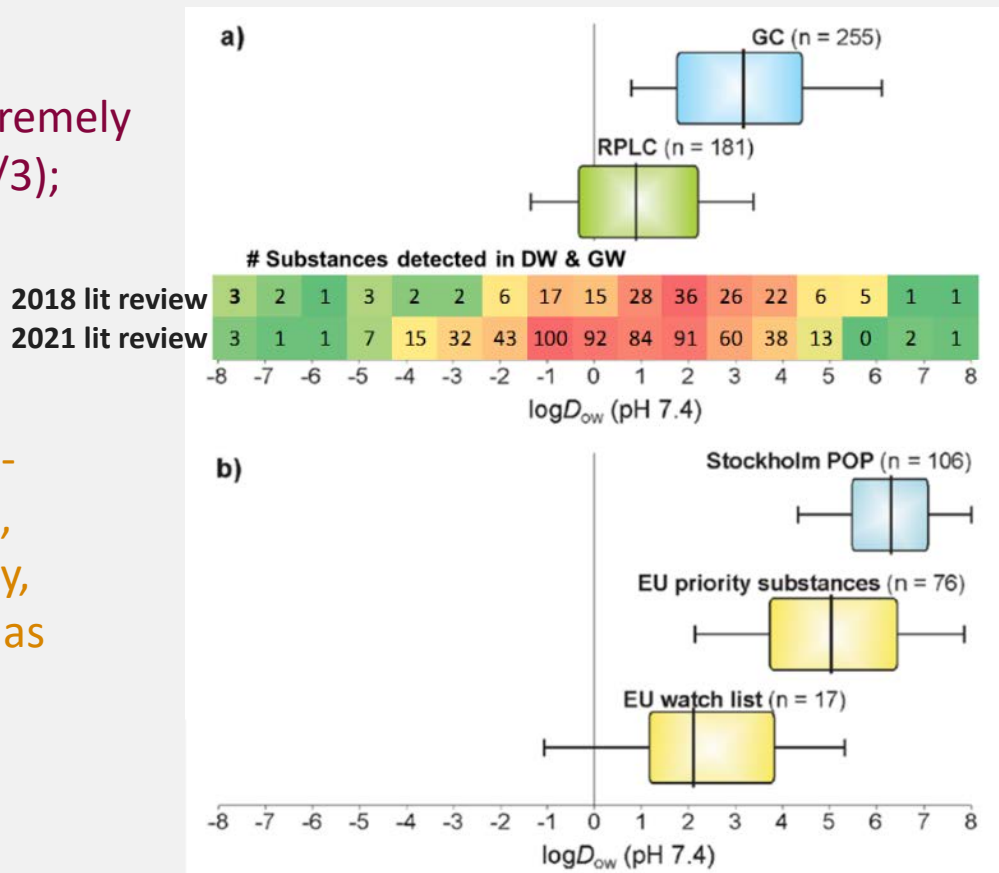 remely
/3);
-
,
y,
as
a)
GC (n = 255)
RPLC (n = 181)
# Substances detected in DW & GW
2018 lit review 3 2 1 3 2 2 6 17 15 28 36 26 22 6 5 1 1
2021 lit review 3 1 1 7 15 32 43 100 92 84 91 60 38 13 0 2 1
-8 -7 -6 -5 -4 -3 -2 -1 0 1 2 3 4 5 6 7 8
logDow (pH 7.4)
b)
Stockholm POP (n = 106)
EU priority substances (n = 76)
EU watch list (n = 17)
-8 -7 -6 -5 -4 -3 -2 -1 0 1 2 3 4 5 6 7 8
logDow (pH 7.4)